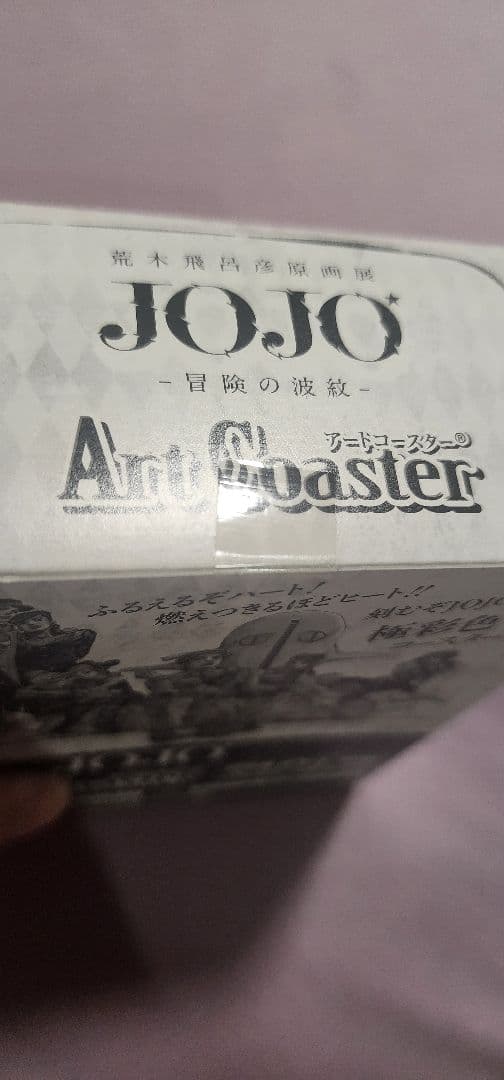 荒木飛呂彦原画展
JOJO
-冒険の波紋-
アートコースター®
Art Coaster
ふるえるぞハート!
燃えつきるほどヒート!!
刻むぞJOJO
極彩色
JOJO